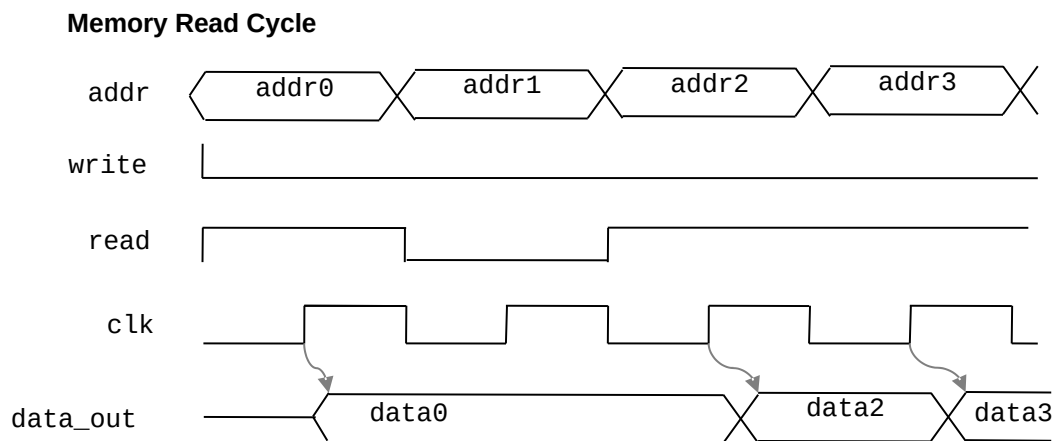 Memory Read Cycle
addr addr0 addr1 addr2 addr3
write
read
clk
data_out data0 data2 data3